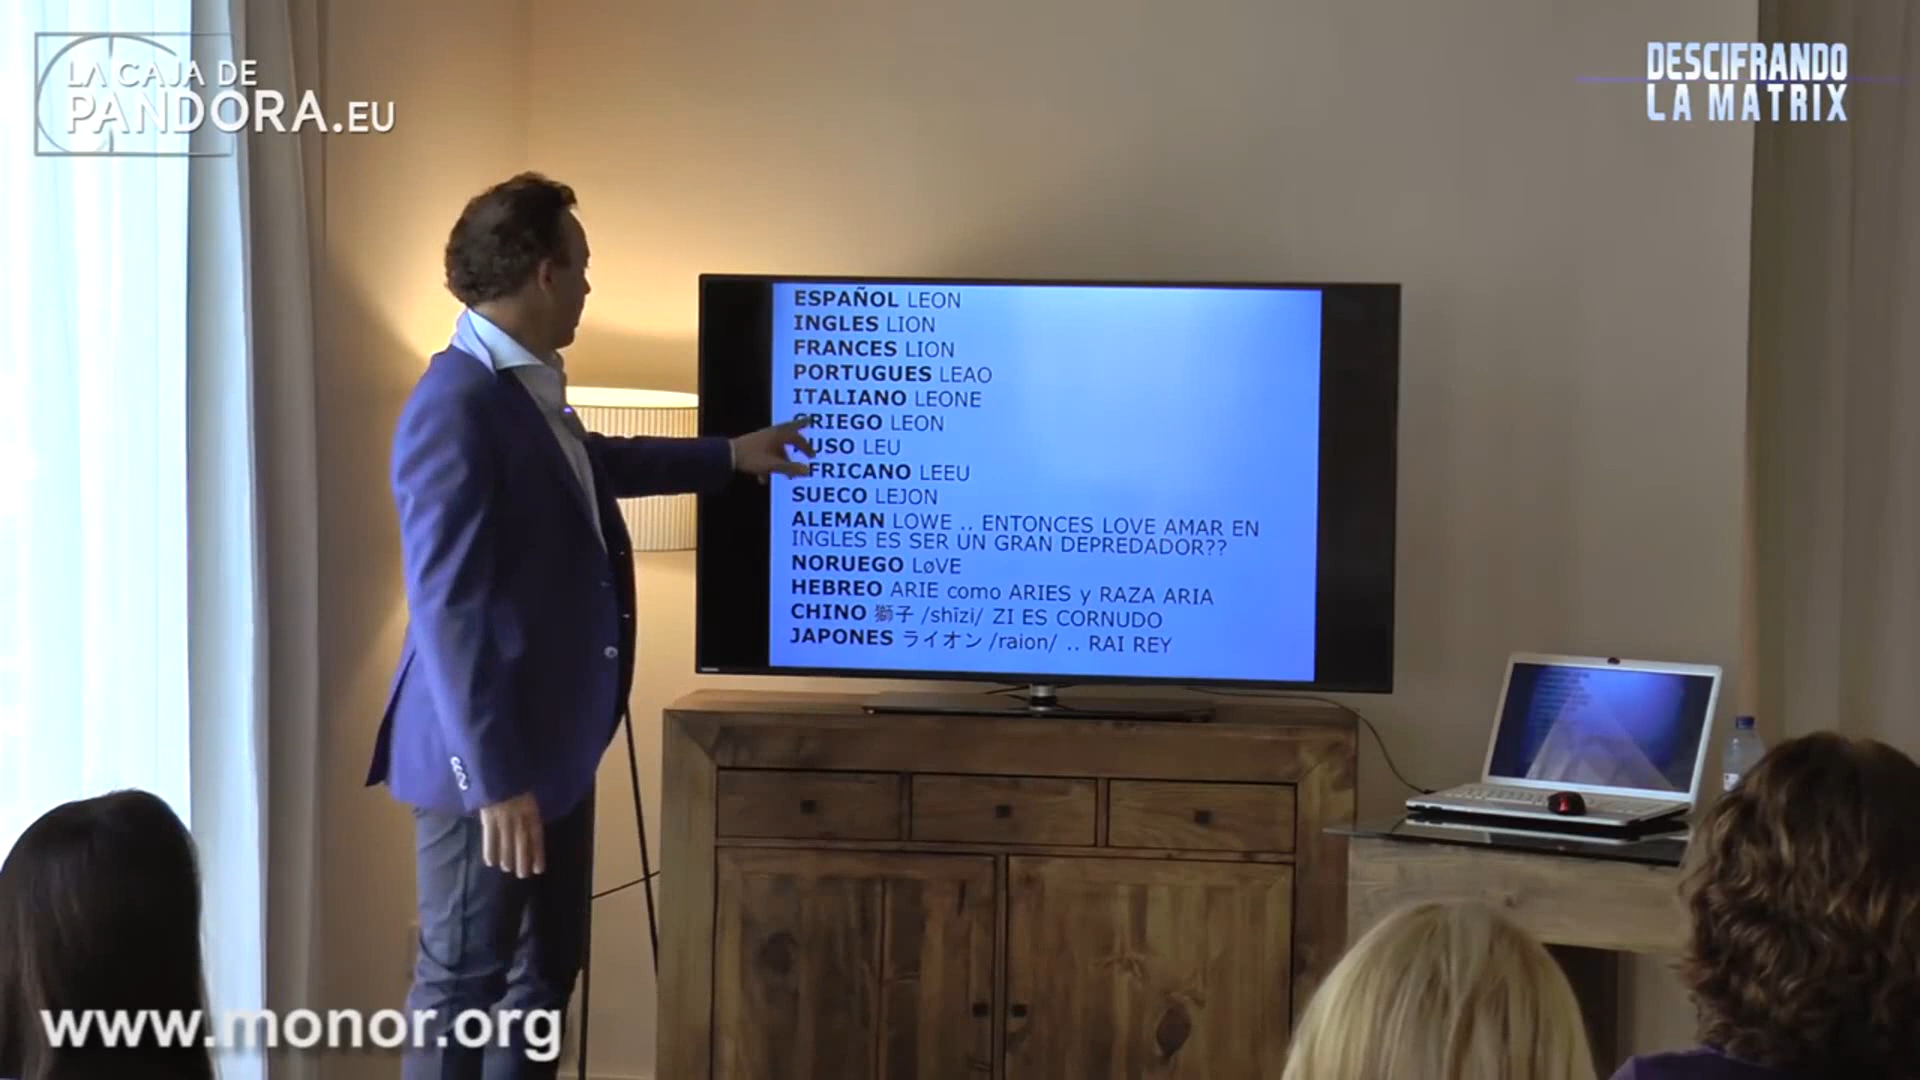 LA CAJA DE
PANDORA.EU
DESCIFRANDO
LA MATRIX
ESPAÑOL LEON
INGLES LION
FRANCES LION
PORTUGUES LEAO
ITALIANO LEONE
GRIEGO LEON
RUSO LEU
AFRICANO LEEU
SUECO LEJON
ALEMAN LOWE .. ENTONCES LOVE AMAR EN
INGLES ES SER UN GRAN DEPREDADOR??
NORUEGO LøVE
HEBREO ARIE como ARIES y RAZA ARIA
CHINO 獅子 /shīzi/ ZI ES CORNUDO
JAPONES ライオン /raion/ .. RAI REY
www.monor.org